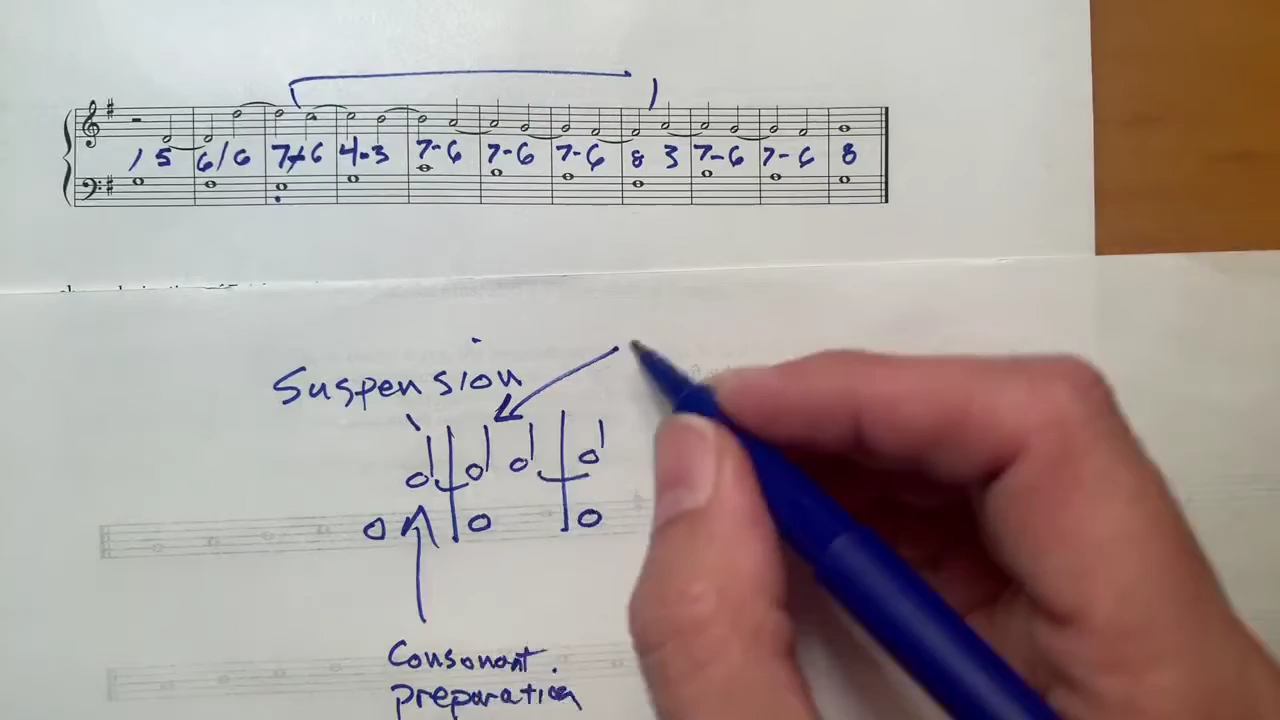 1 5 6/6 7-6 4-3 7-6 7-6 7-6 8 3 7-6 7-6 8
Suspension
Consonant
preparation